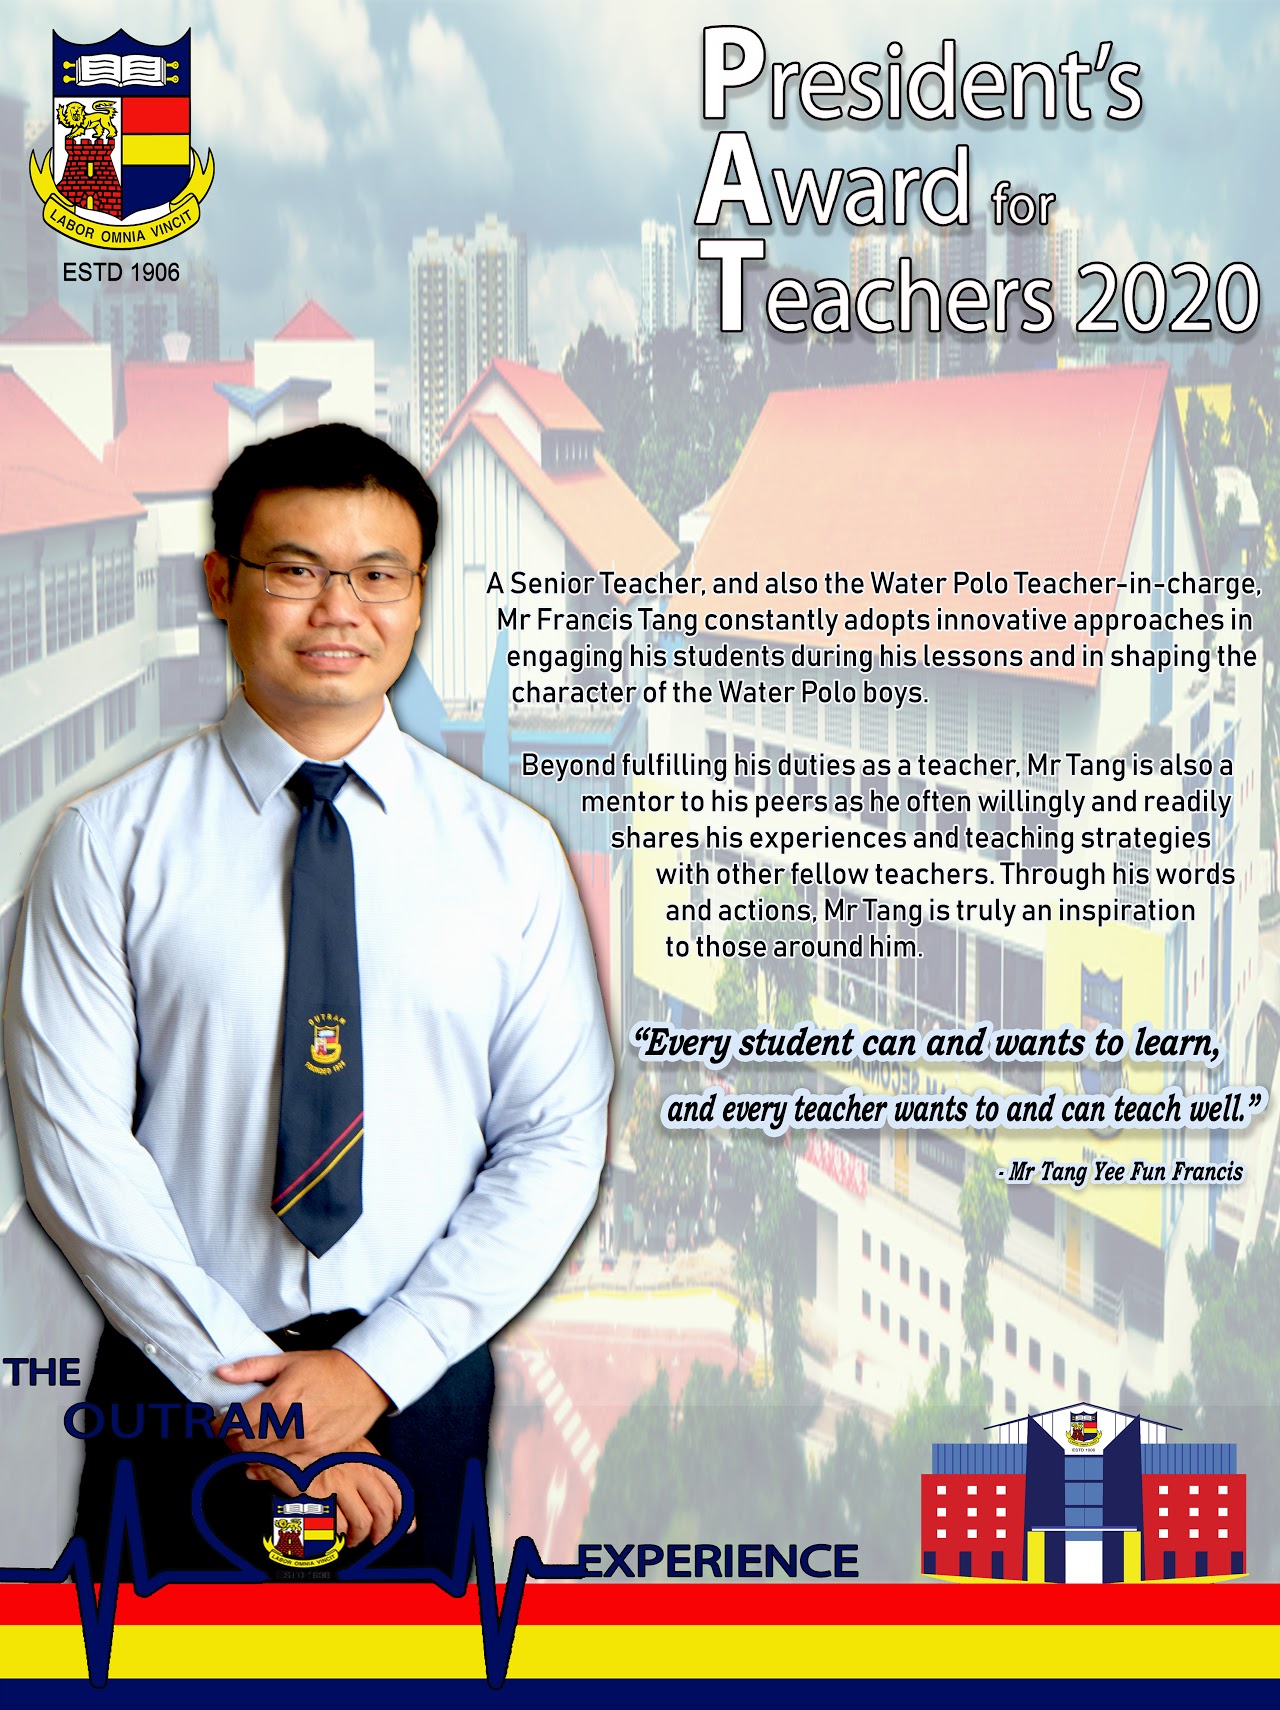 LABOR OMNIA VINCIT
ESTD 1906
President's
Award for
Teachers 2020
A Senior Teacher, and also the Water Polo Teacher-in-charge,
Mr Francis Tang constantly adopts innovative approaches in
engaging his students during his lessons and in shaping the
character of the Water Polo boys.
Beyond fulfilling his duties as a teacher, Mr Tang is also a
mentor to his peers as he often willingly and readily
shares his experiences and teaching strategies
with other fellow teachers. Through his words
and actions, Mr Tang is truly an inspiration
to those around him.
OUTRAM
FOUNDED 1906
“Every student can and wants to learn,
and every teacher wants to and can teach well.”
- Mr Tang Yee Fun Francis
THE
OUTRAM
LABOR OMNIA VINCIT
ESTD 1906
EXPERIENCE
ESTD 1906